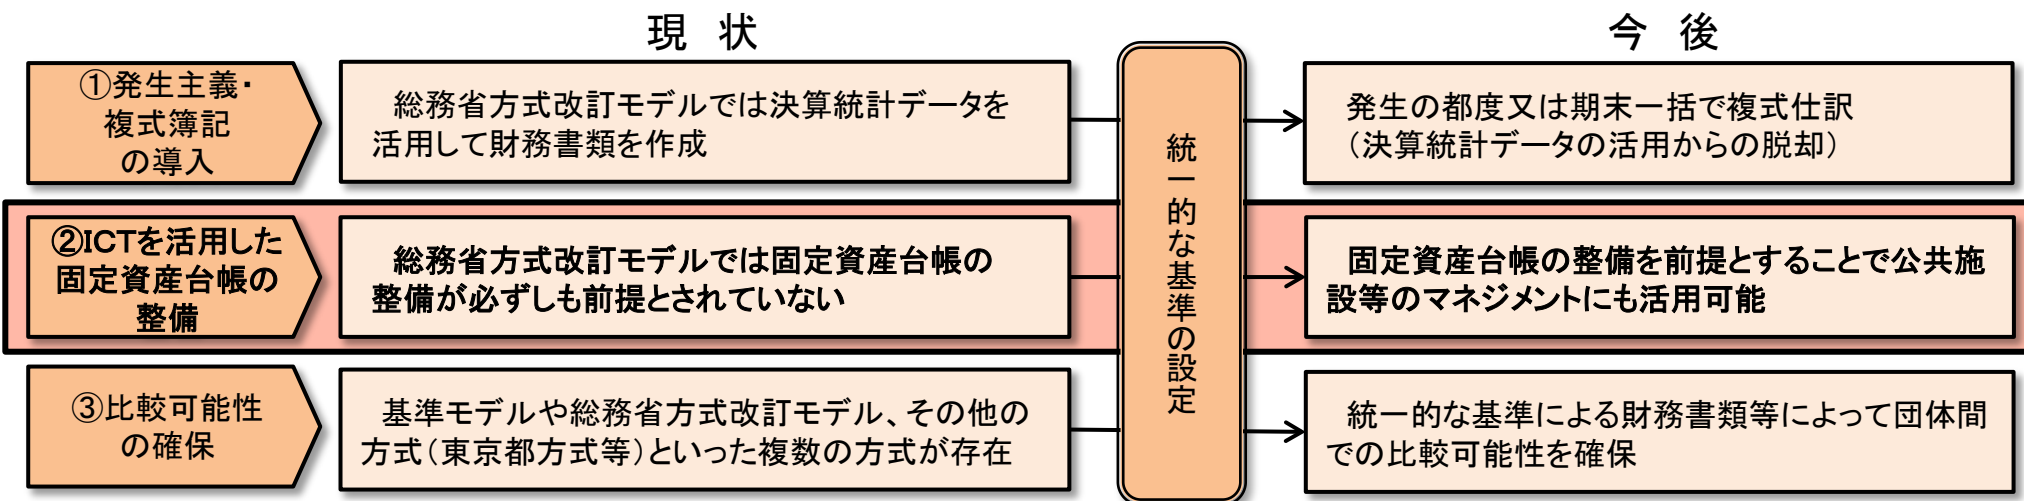 現　状
今　後
①発生主義・
複式簿記
の導入
総務省方式改訂モデルでは決算統計データを
活用して財務書類を作成
発生の都度又は期末一括で複式仕訳
（決算統計データの活用からの脱却）
統一的な基準の設定
②ICTを活用した
固定資産台帳の
整備
総務省方式改訂モデルでは固定資産台帳の
整備が必ずしも前提とされていない
固定資産台帳の整備を前提とすることで公共施
設等のマネジメントにも活用可能
③比較可能性
の確保
基準モデルや総務省方式改訂モデル、その他の
方式（東京都方式等）といった複数の方式が存在
統一的な基準による財務書類等によって団体間
での比較可能性を確保